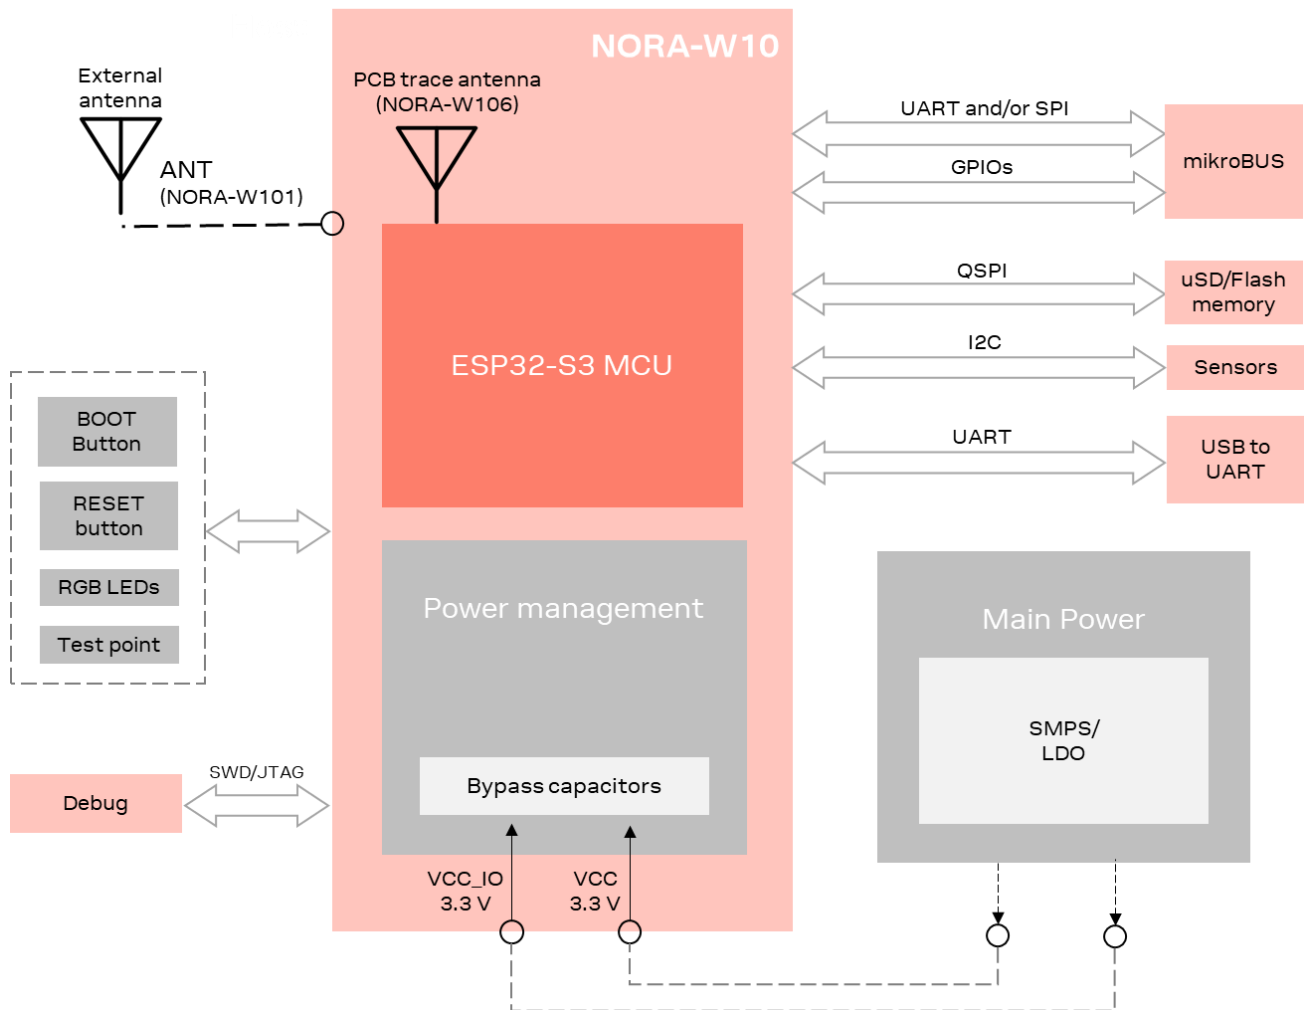 NORA-W10
External
antenna
PCB trace antenna
(NORA-W106)
ANT
(NORA-W101)
UART and/or SPI
GPIOs
mikroBUS
QSPI
uSD/Flash
memory
I2C
Sensors
ESP32-S3 MCU
UART
USB to
UART
BOOT
Button
RESET
button
RGB LEDs
Test point
Power management
Main Power
SMPS/
LDO
SWD/JTAG
Debug
Bypass capacitors
VCC_IO
3.3 V
VCC
3.3 V